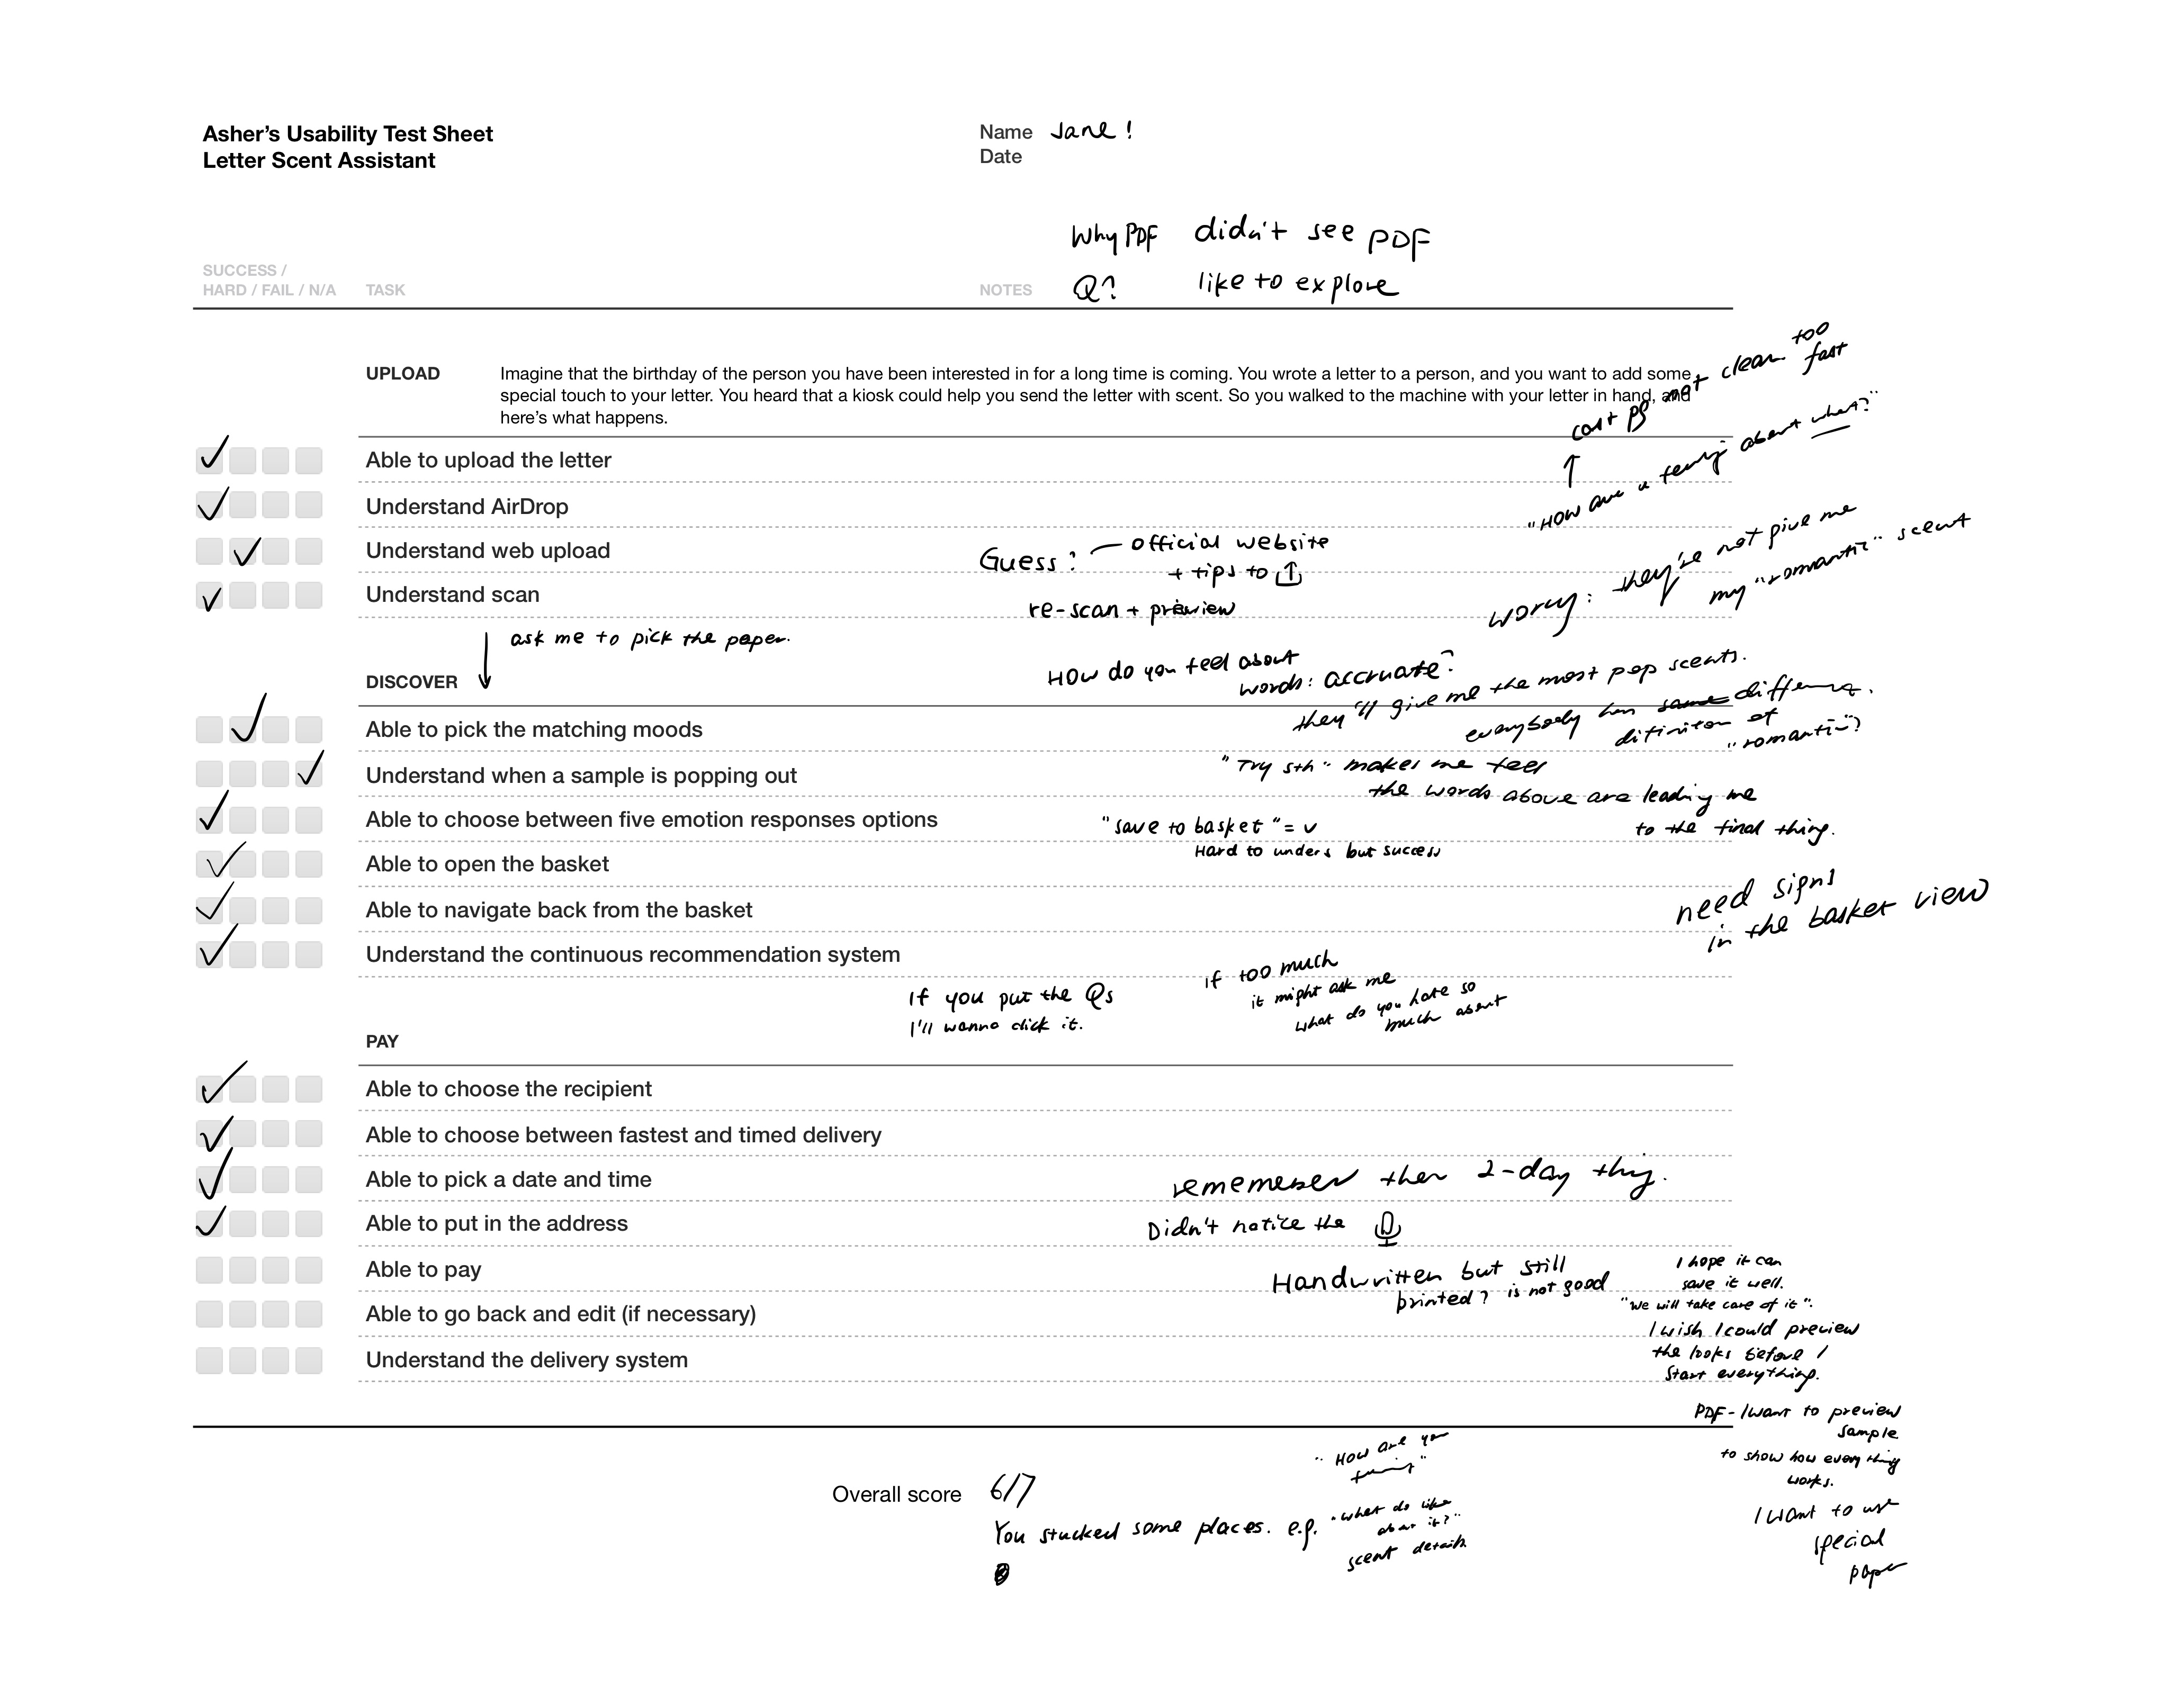 Asher's Usability Test Sheet
Letter Scent Assistant
Name Jane!
Date
Why PDF didn't see PDF
Q? like to explore
SUCCESS /
HARD / FAIL / N/A TASK NOTES
UPLOAD Imagine that the birthday of the person you have been interested in for a long time is coming. You wrote a letter to a person, and you want to add some
special touch to your letter. You heard that a kiosk could help you send the letter with scent. So you walked to the machine with your letter in hand, and
here's what happens.
not clear too
fast
Able to upload the letter
"How are u about what?"
Understand AirDrop
Understand web upload
Guess? official website
+ tips to
Understand scan
re-scan + preview
worry: they're not give me
my "romantic" scent
ask me to pick the paper.
DISCOVER
How do you feel about
words: accruate?
they'll give me the most pop scents.
everybody has same difference.
difiniton of
"romantic"?
Able to pick the matching moods
Understand when a sample is popping out
"Try sth" makes me feel
the words above are leading me
to the final thing.
Able to choose between five emotion responses options
"save to basket" = v
Hard to unders but success
Able to open the basket
Able to navigate back from the basket
need signs
in the basket view
Understand the continuous recommendation system
If you put the Qs
I'll wanna click it.
if too much
it might ask me
what do you hate so
much about
PAY
Able to choose the recipient
Able to choose between fastest and timed delivery
Able to pick a date and time
2-day
Able to put in the address
Didn't notice the
Able to pay
Handwritten but still
printed? is not good
Able to go back and edit (if necessary)
Understand the delivery system
I hope it can
save it well.
"We will take care of it".
I wish I could preview
the looks before I
start everything.
PDF - I want to preview
sample
to show how everything
works.
I want to use
special
paper
Overall score 6/7
You stucked some places. e.g.
"How are you
"what do like
about it?"
scent details